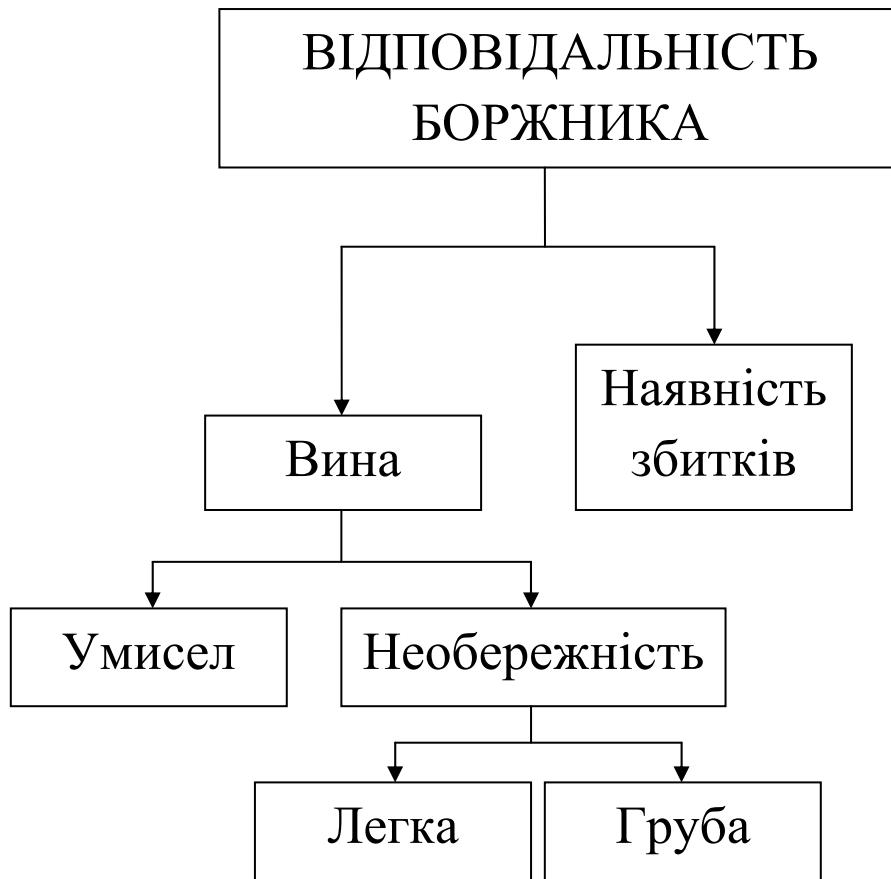 ВІДПОВІДАЛЬНІСТЬ
БОРЖНИКА
Наявність
збитків
Вина
Умисел
Необережність
Легка
Груба